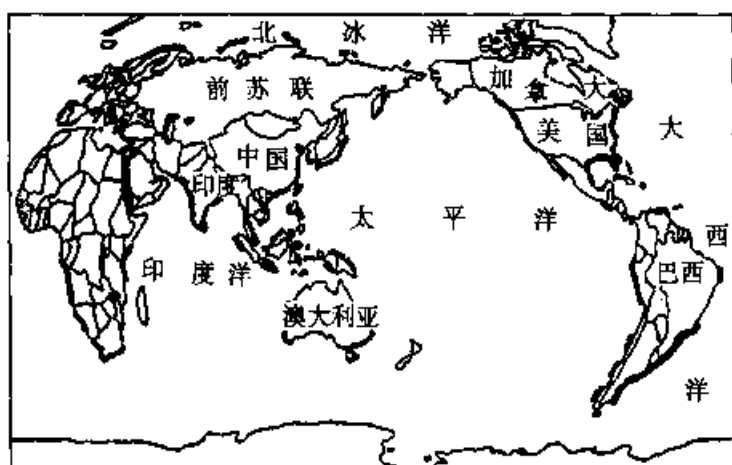 北冰洋
前苏联
加拿大
中国
美国
大
印度
太平洋
西
印度洋
巴西
澳大利亚
洋